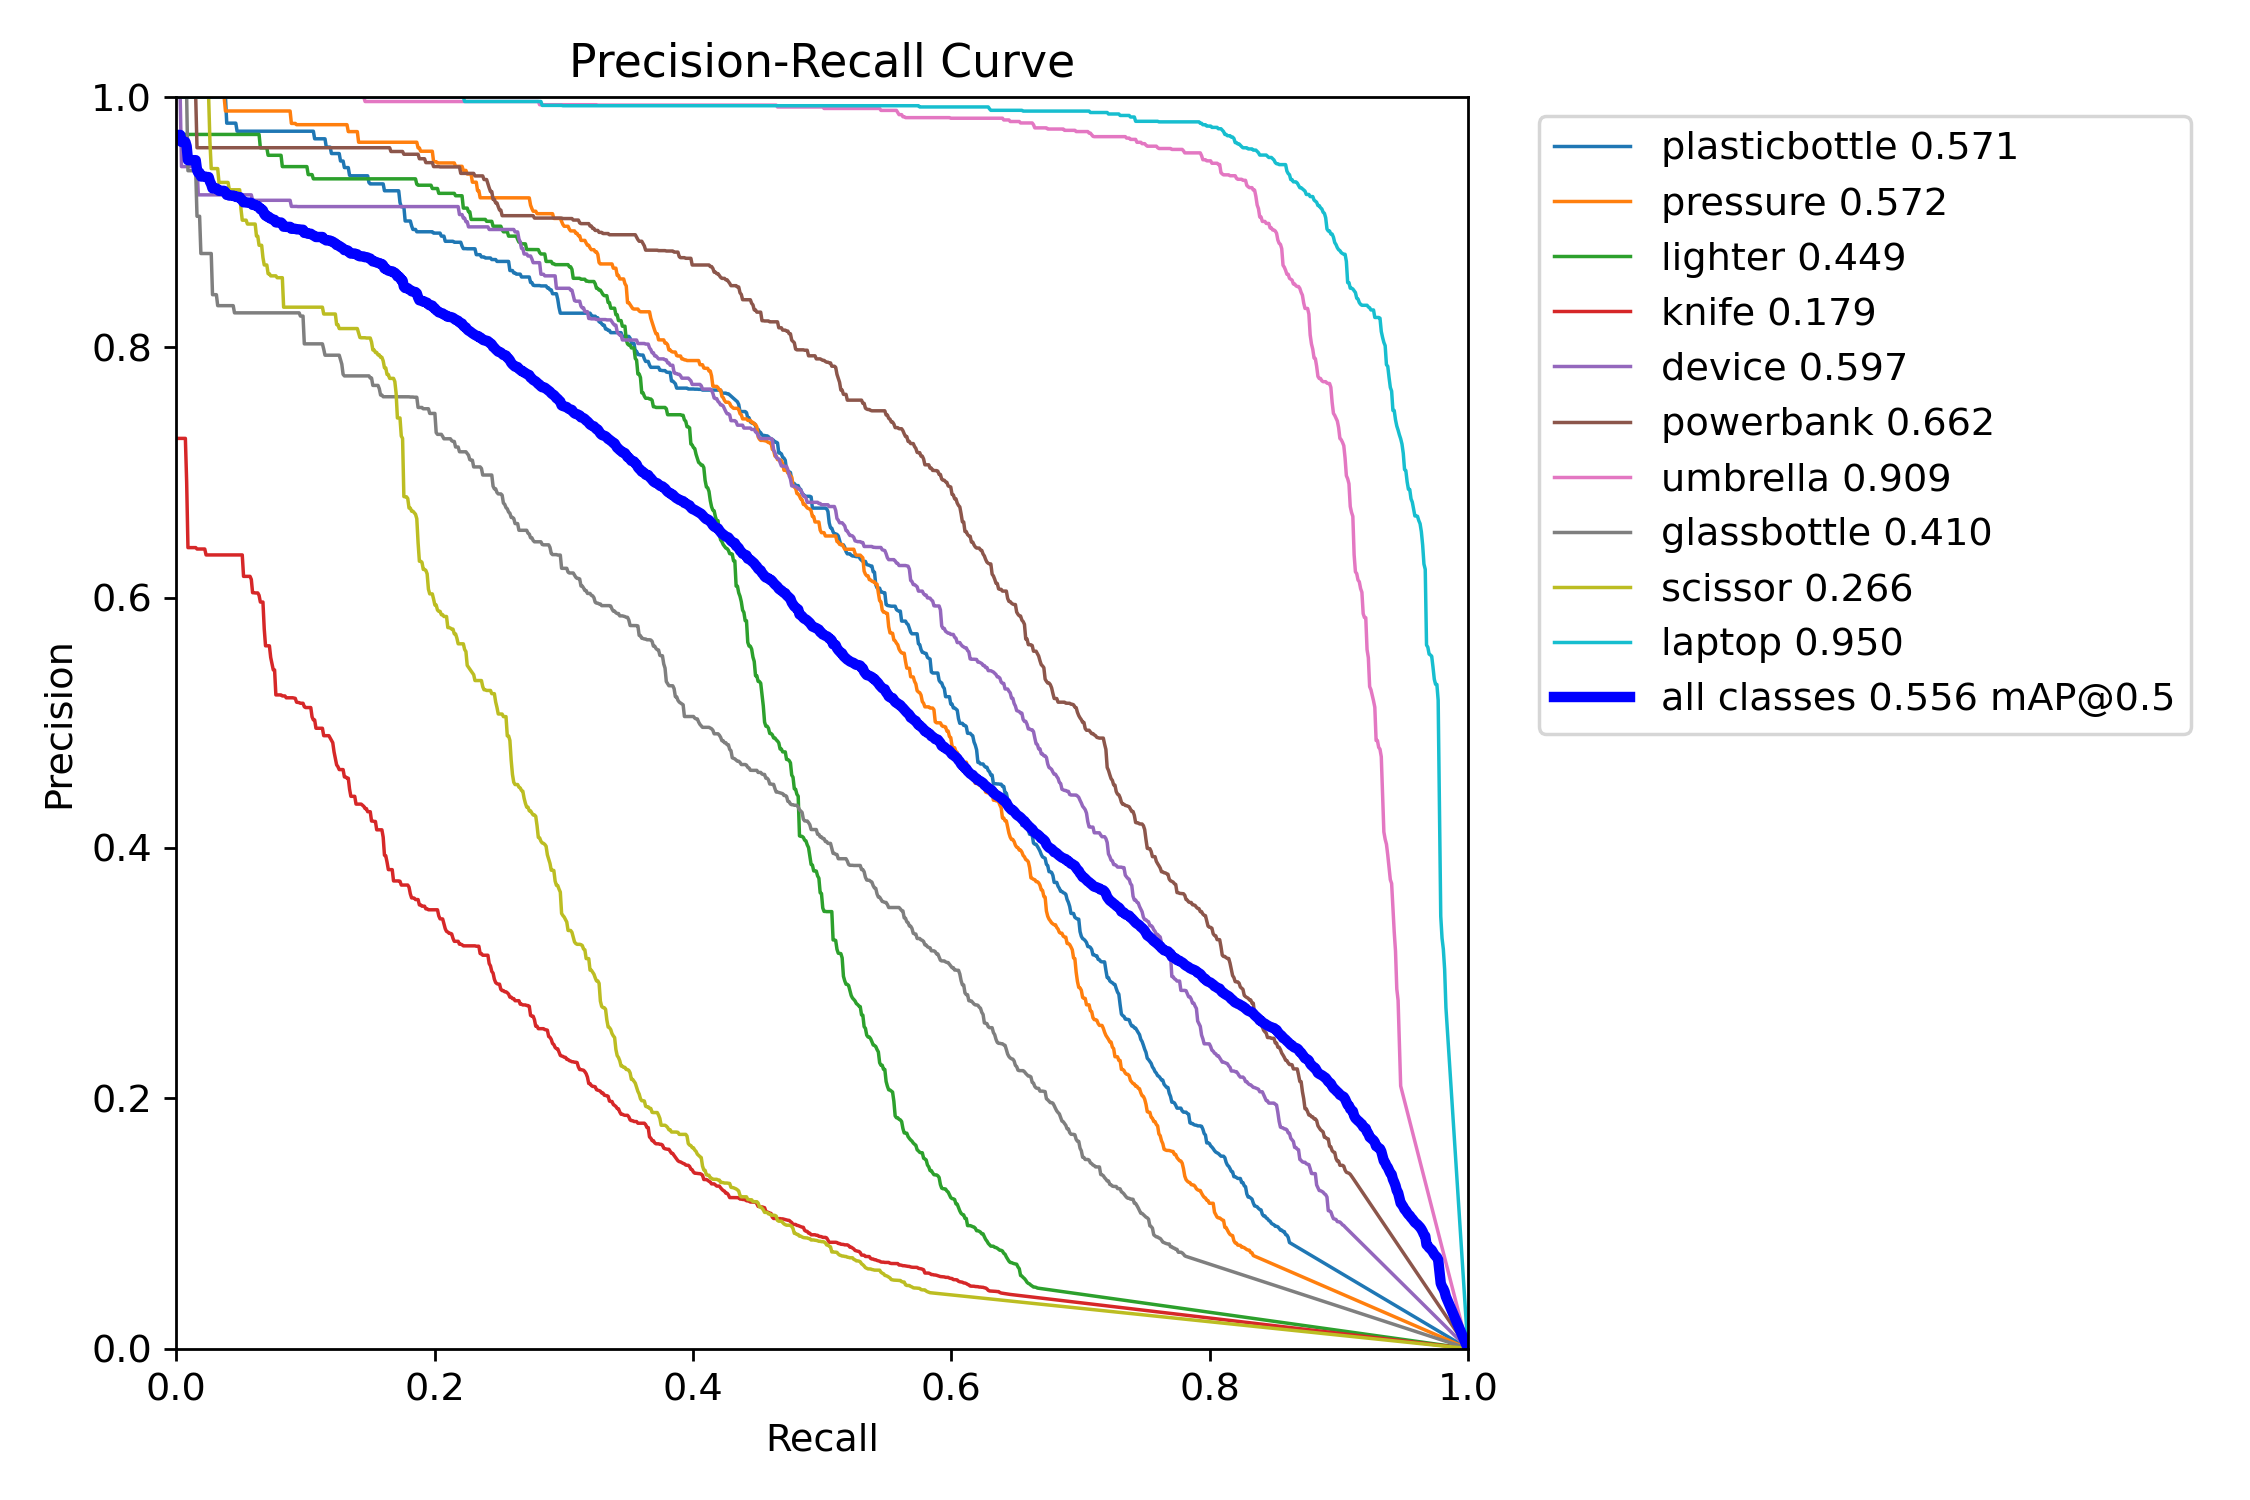 Precision-Recall Curve
1.0
0.8
0.6
0.4
0.2
0.0
Precision
0.0 0.2 0.4 0.6 0.8 1.0
Recall
plasticbottle 0.571
pressure 0.572
lighter 0.449
knife 0.179
device 0.597
powerbank 0.662
umbrella 0.909
glassbottle 0.410
scissor 0.266
laptop 0.950
all classes 0.556 mAP@0.5